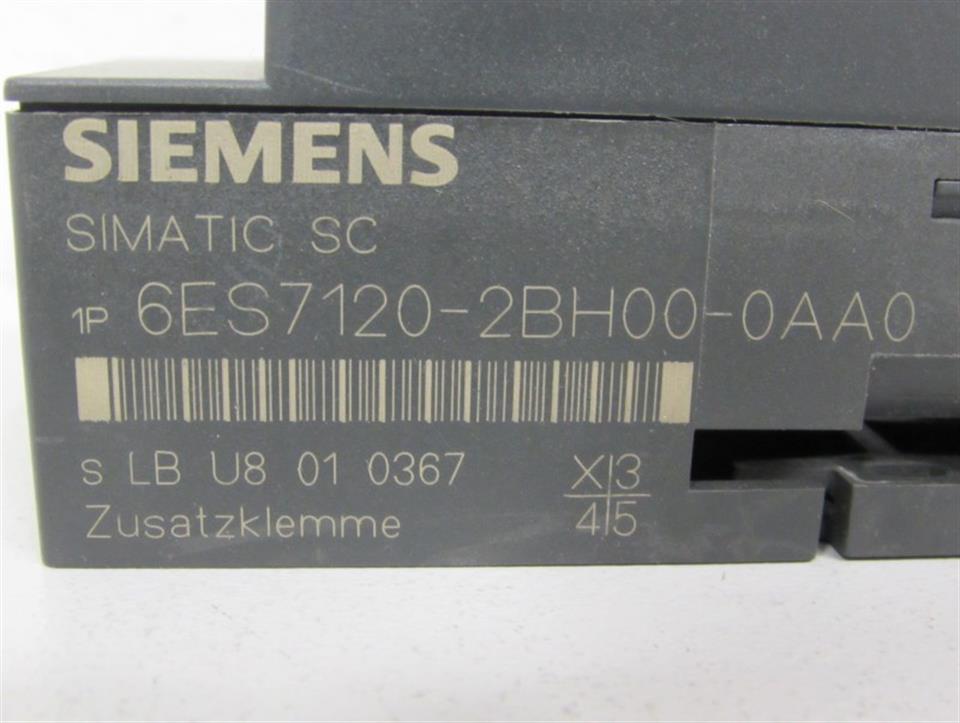 SIEMENS
SIMATIC SC
1P 6ES7120-2BH00-0AA0
S LB U8 01 0367
X 3
4 5
Zusatzklemme